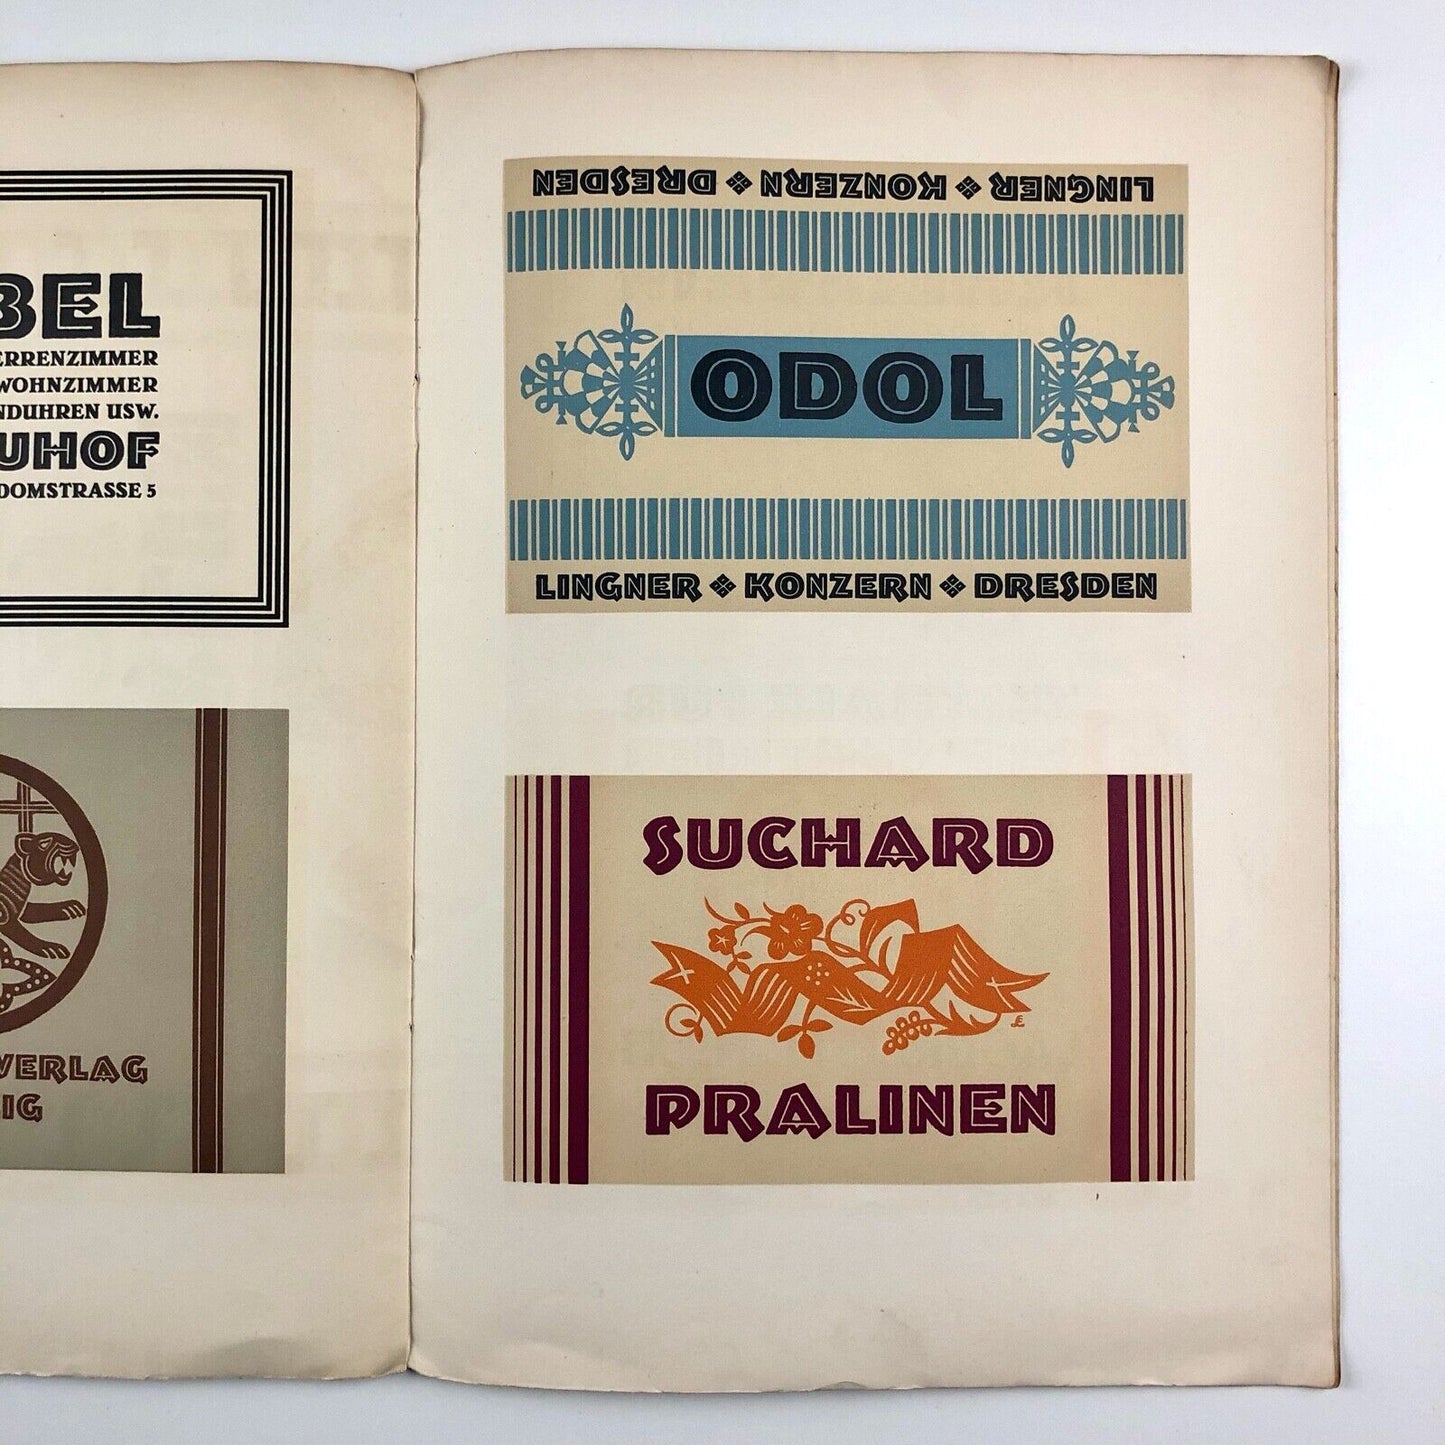 BEL
ERRENZIMMER
WOHNZIMMER
NDUHREN USW.
UHOF
DOMSTRASSE 5
VERLAG
IG
LINGNER ❖ KONZERN ❖ DRESDEN
ODOL
LINGNER ❖ KONZERN ❖ DRESDEN
SUCHARD
PRALINEN